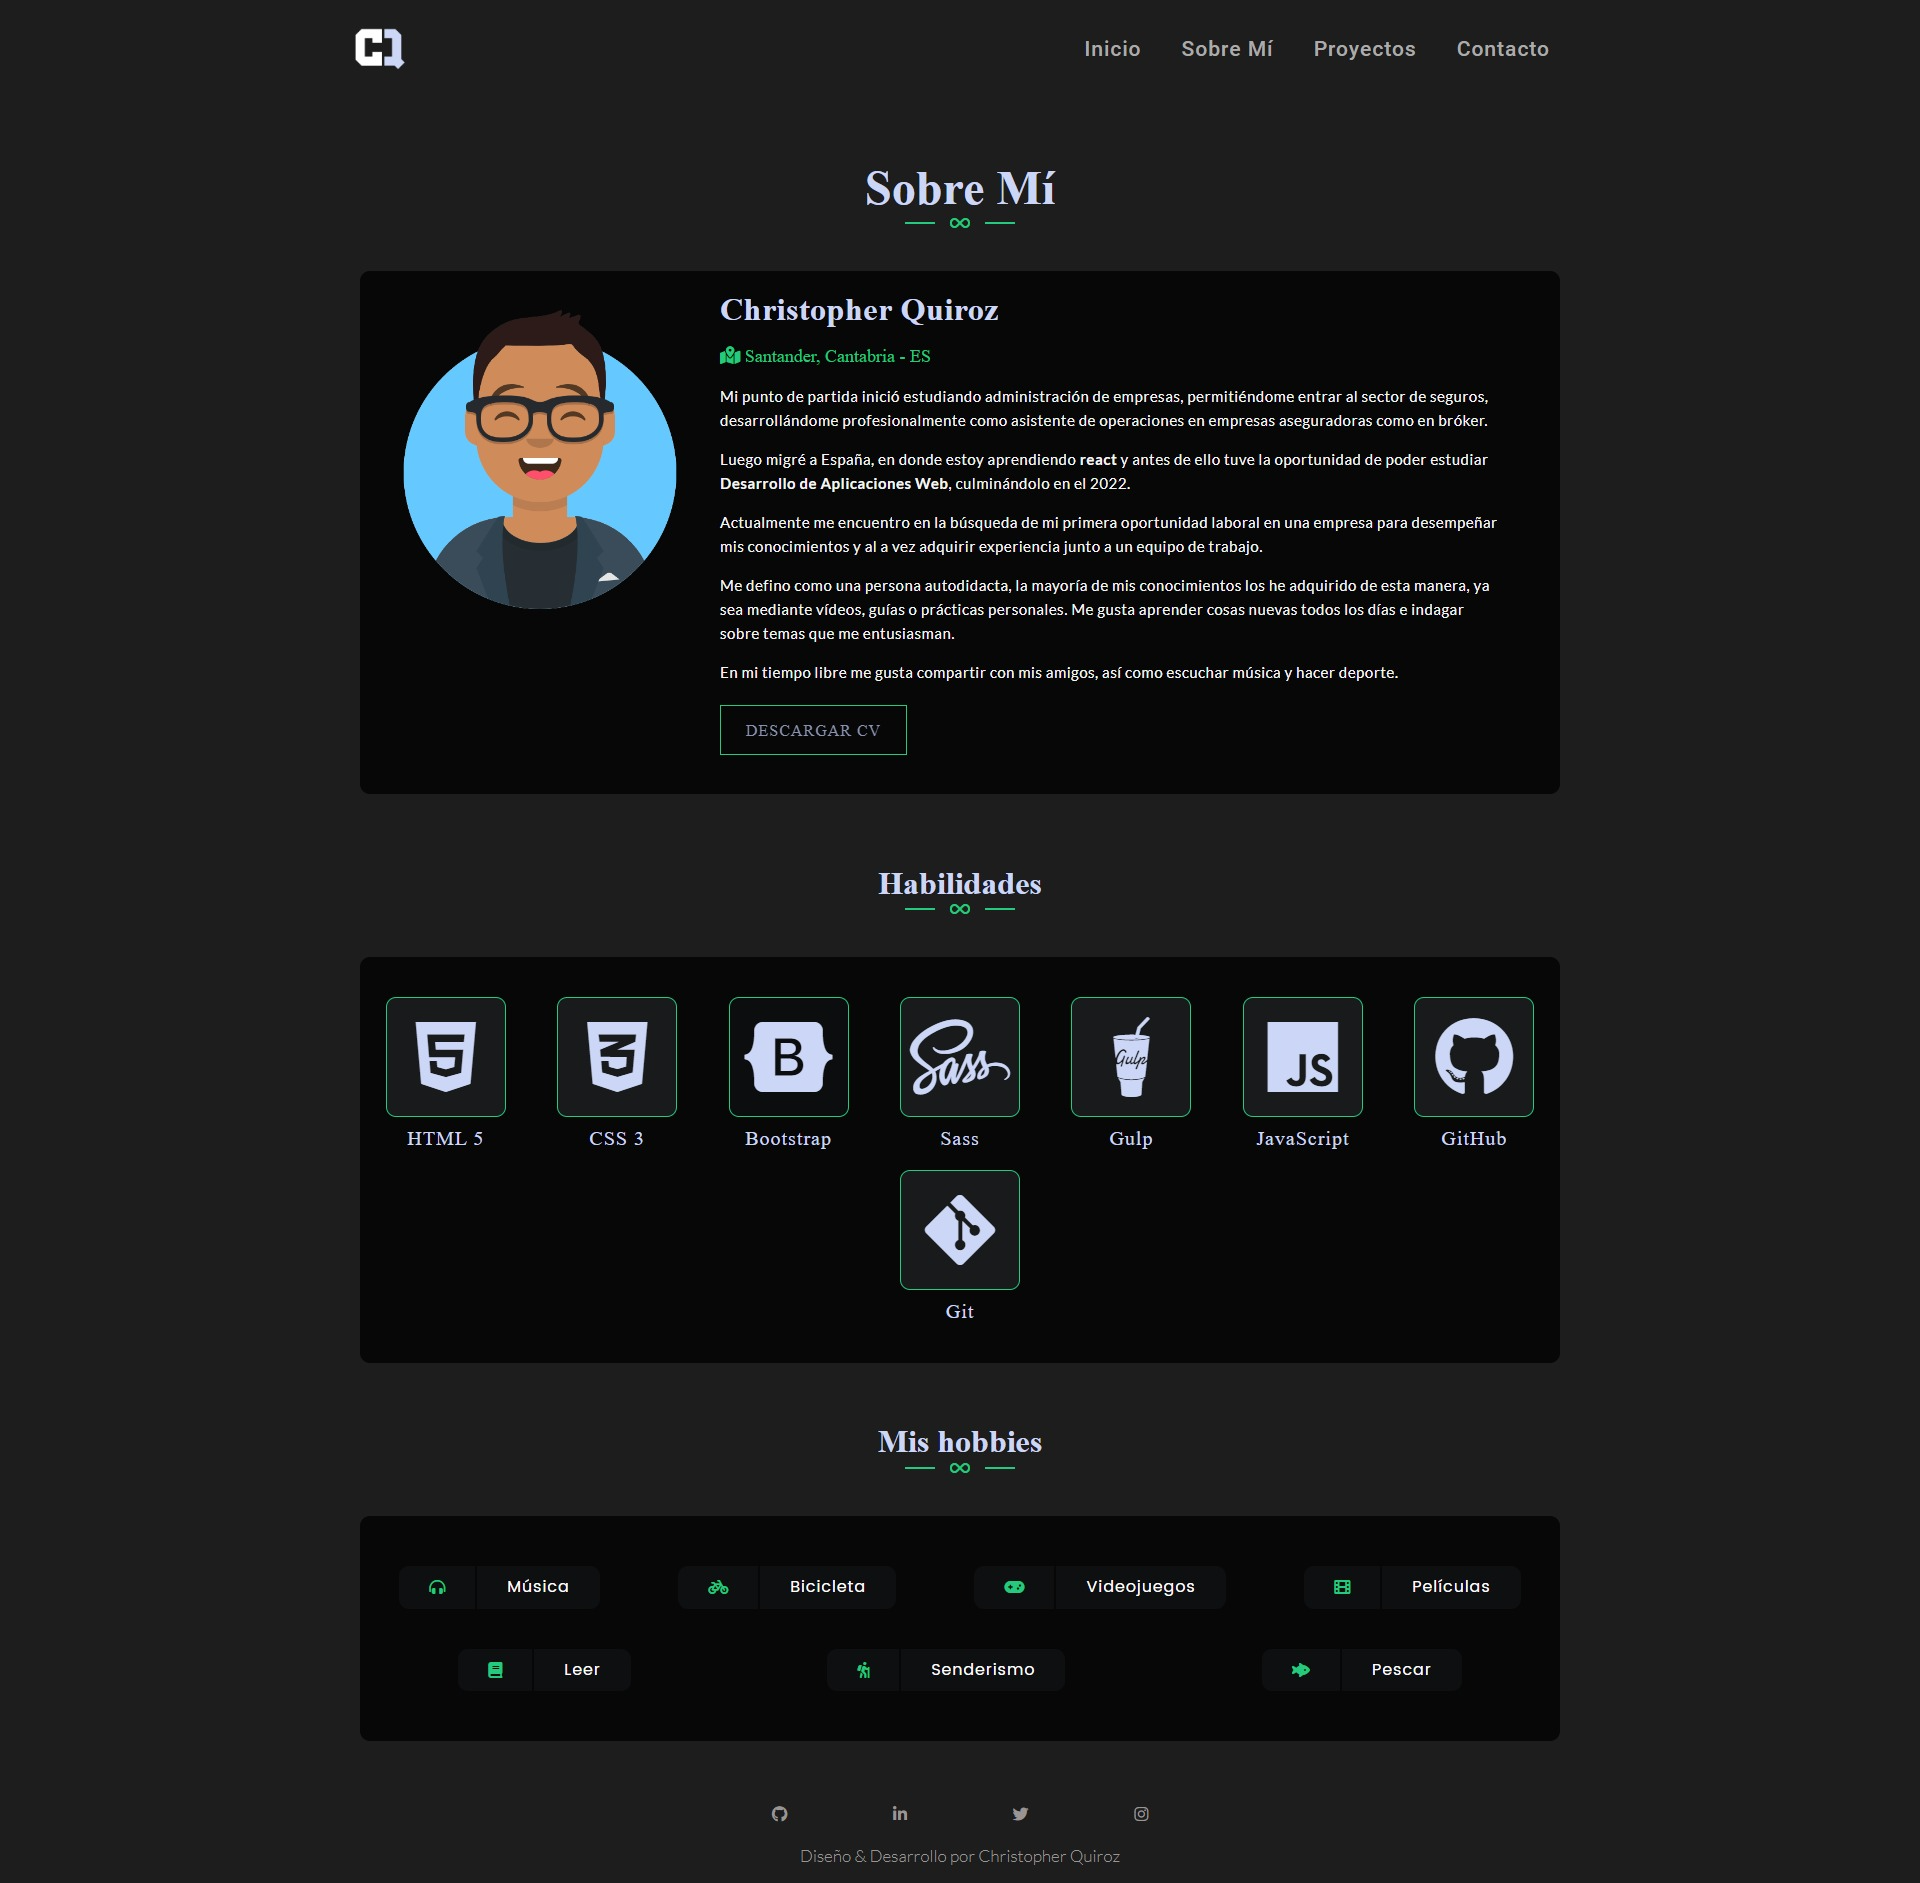 CQ
Inicio Sobre Mí Proyectos Contacto
Sobre Mí
Christopher Quiroz
Santander, Cantabria - ES
Mi punto de partida inició estudiando administración de empresas, permitiéndome entrar al sector de seguros,
desarrollándome profesionalmente como asistente de operaciones en empresas aseguradoras como en bróker.
Luego migré a España, en donde estoy aprendiendo react y antes de ello tuve la oportunidad de poder estudiar
Desarrollo de Aplicaciones Web, culminándolo en el 2022.
Actualmente me encuentro en la búsqueda de mi primera oportunidad laboral en una empresa para desempeñar
mis conocimientos y al a vez adquirir experiencia junto a un equipo de trabajo.
Me defino como una persona autodidacta, la mayoría de mis conocimientos los he adquirido de esta manera, ya
sea mediante vídeos, guías o prácticas personales. Me gusta aprender cosas nuevas todos los días e indagar
sobre temas que me entusiasman.
En mi tiempo libre me gusta compartir con mis amigos, así como escuchar música y hacer deporte.
DESCARGAR CV
Habilidades
5 3 B Sass Gulp JS
HTML 5 CSS 3 Bootstrap Sass Gulp JavaScript GitHub
Git
Mis hobbies
Música Bicicleta Videojuegos Películas
Leer Senderismo Pescar
in
Diseño & Desarrollo por Christopher Quiroz